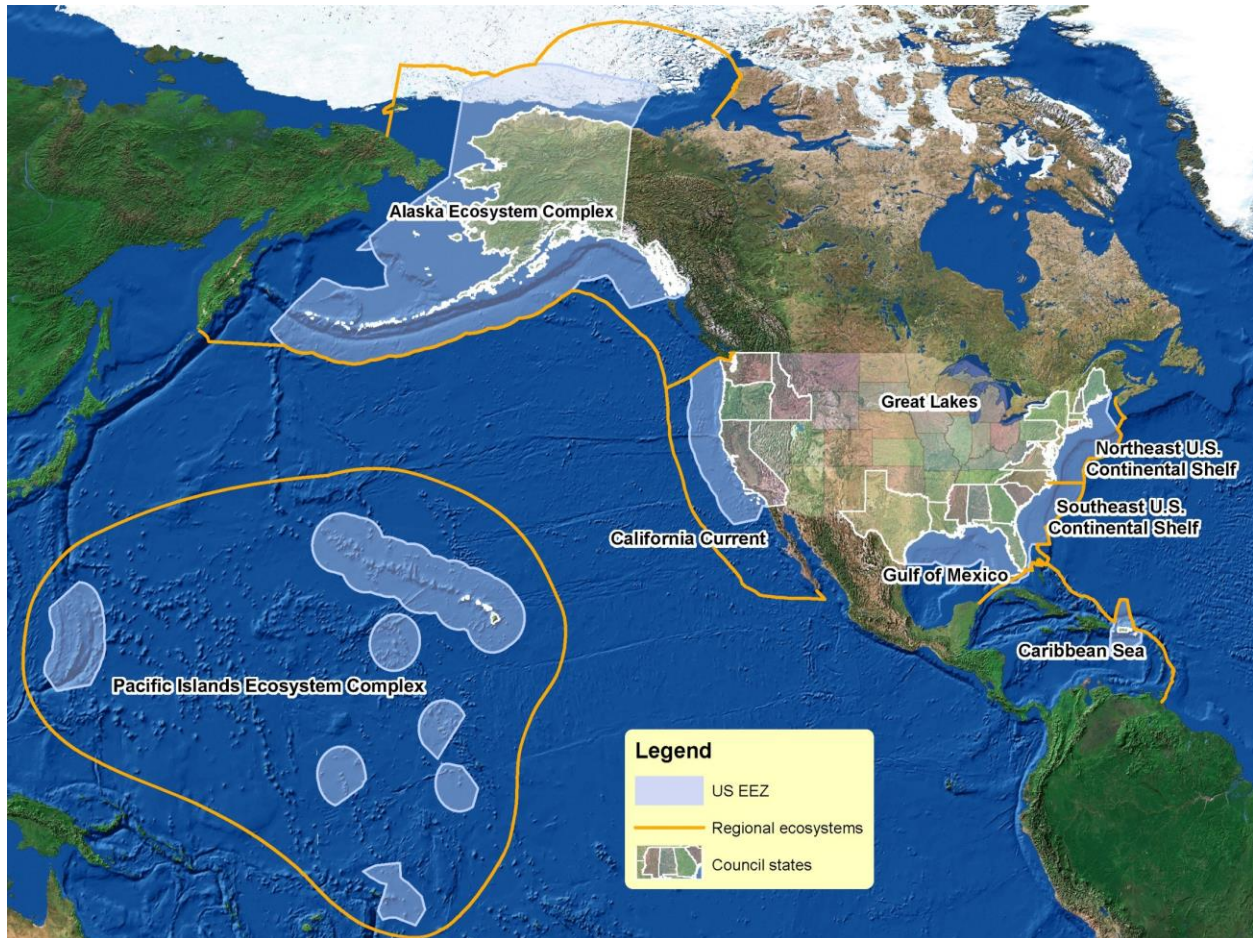 Alaska Ecosystem Complex
Great Lakes
Northeast U.S.
Continental Shelf
Southeast U.S.
Continental Shelf
California Current
Gulf of Mexico
Caribbean Sea
Pacific Islands Ecosystem Complex
Legend
US EEZ
Regional ecosystems
Council states